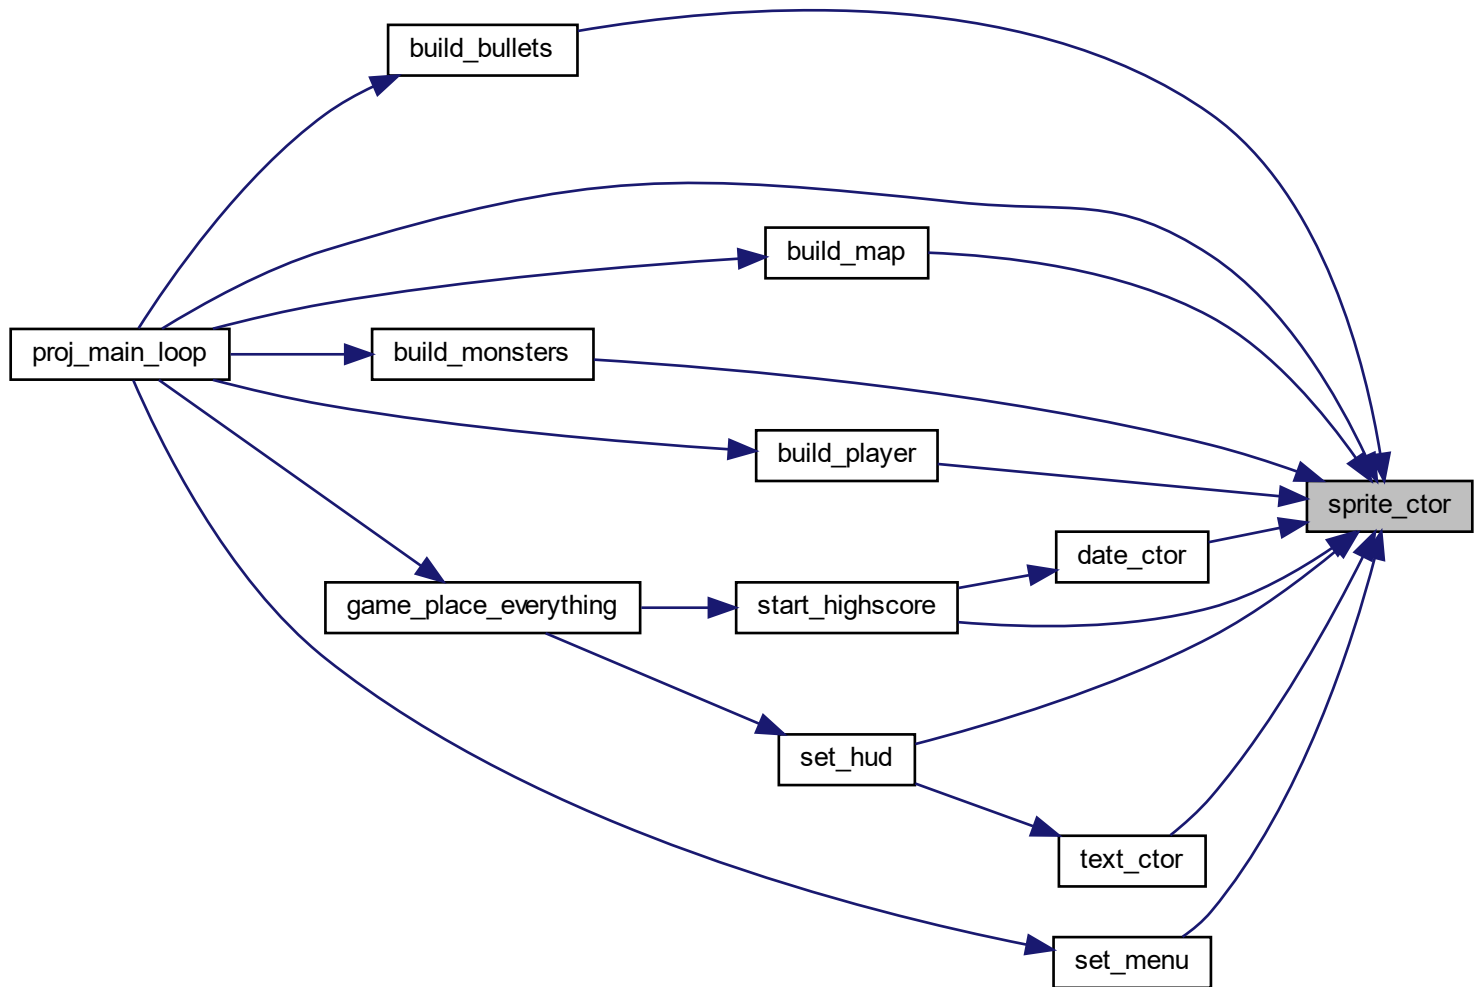 build_bullets
build_map
proj_main_loop
build_monsters
build_player
sprite_ctor
date_ctor
game_place_everything
start_highscore
set_hud
text_ctor
set_menu